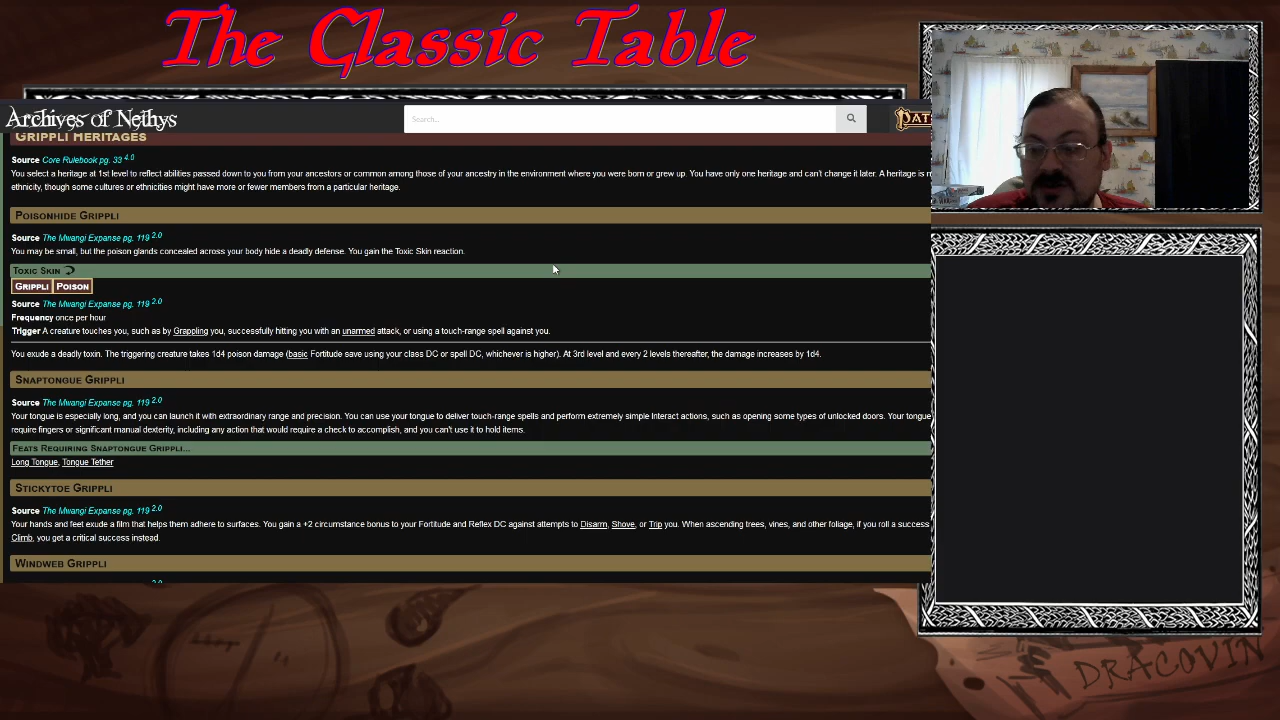 The Classic Table
Archives of Nethys
Search...
Grippli Heritages
Source Core Rulebook pg. 33 4.0
You select a heritage at 1st level to reflect abilities passed down to you from your ancestors or common among those of your ancestry in the environment where you were born or grew up. You have only one heritage and can't change it later. A heritage is
ethnicity, though some cultures or ethnicities might have more or fewer members from a particular heritage.
Poisonhide Grippli
Source The Mwangi Expanse pg. 119 2.0
You may be small, but the poison glands concealed across your body hide a deadly defense. You gain the Toxic Skin reaction.
Toxic Skin
Grippli Poison
Source The Mwangi Expanse pg. 119 2.0
Frequency once per hour
Trigger A creature touches you, such as by Grappling you, successfully hitting you with an unarmed attack, or using a touch-range spell against you.
You exude a deadly toxin. The triggering creature takes 1d4 poison damage (basic Fortitude save using your class DC or spell DC, whichever is higher). At 3rd level and every 2 levels thereafter, the damage increases by 1d4.
Snaptongue Grippli
Source The Mwangi Expanse pg. 119 2.0
Your tongue is especially long, and you can launch it with extraordinary range and precision. You can use your tongue to deliver touch-range spells and perform extremely simple Interact actions, such as opening some types of unlocked doors. Your tongue
require fingers or significant manual dexterity, including any action that would require a check to accomplish, and you can't use it to hold items.
Feats Requiring Snaptongue Grippli...
Long Tongue, Tongue Tether
Stickytoe Grippli
Source The Mwangi Expanse pg. 119 2.0
Your hands and feet exude a film that helps them adhere to surfaces. You gain a +2 circumstance bonus to your Fortitude and Reflex DC against attempts to Disarm, Shove, or Trip you. When ascending trees, vines, and other foliage, if you roll a success
Climb, you get a critical success instead.
Windweb Grippli
2.0
DRACOVIN